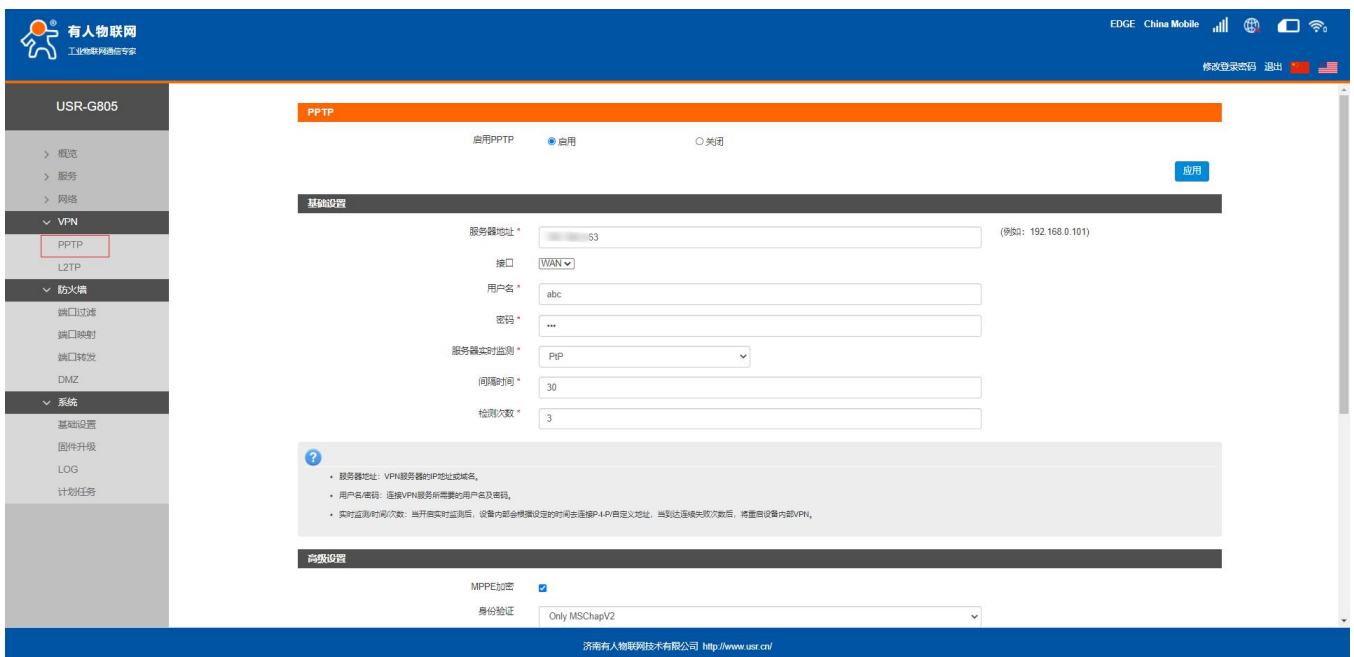 有人物联网
工业物联网通信专家
EDGE China Mobile
修改登录密码 退出
USR-G805
> 概览
> 服务
> 网络
VPN
PPTP
L2TP
防火墙
端口过滤
端口映射
端口转发
DMZ
系统
基础设置
固件升级
LOG
计划任务
PPTP
启用PPTP 启用 关闭
应用
基础设置
服务器地址 * 53 (例如：192.168.0.101)
接口 WAN
用户名 * abc
密码 * •••
服务器实时监测 * PtP
间隔时间 * 30
检测次数 * 3
?
• 服务器地址：VPN服务器的IP地址或域名。
• 用户名/密码：连接VPN服务所需要的用户名及密码。
• 实时监测/时间/次数：当开启实时监测后，设备内部会根据设定的时间去连接P-t-P/自定义地址，当到达连续失败次数后，将重启设备内部VPN。
高级设置
MPPE加密
身份验证 Only MSChapV2
济南有人物联网技术有限公司 http://www.usr.cn/